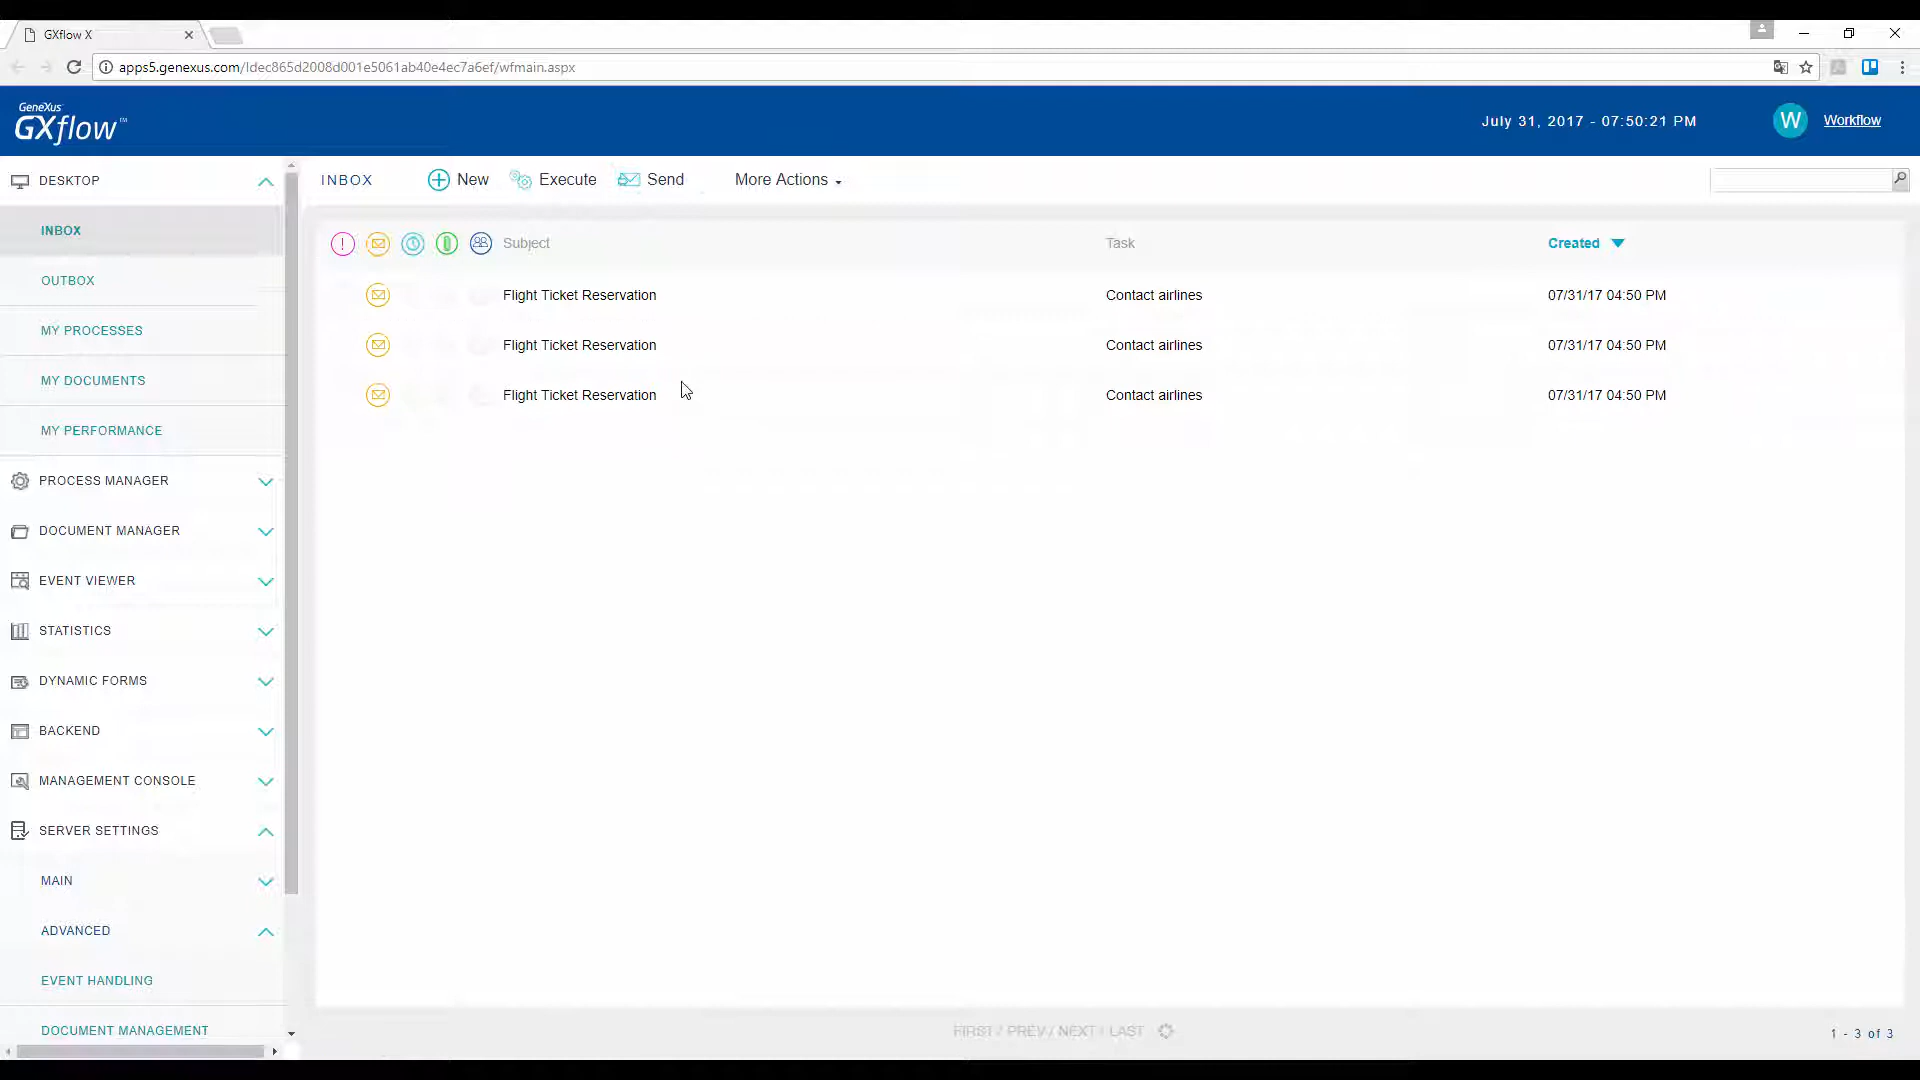 GXflow X
apps5.genexus.com/Idec865d2008d001e5061ab40e4ec7a6ef/wfmain.aspx
GeneXus
GXflow™
July 31, 2017 - 07:50:21 PM
W
Workflow
DESKTOP
INBOX
OUTBOX
MY PROCESSES
MY DOCUMENTS
MY PERFORMANCE
PROCESS MANAGER
DOCUMENT MANAGER
EVENT VIEWER
STATISTICS
DYNAMIC FORMS
BACKEND
MANAGEMENT CONSOLE
SERVER SETTINGS
MAIN
ADVANCED
EVENT HANDLING
DOCUMENT MANAGEMENT
INBOX New Execute Send More Actions
Subject Task Created
Flight Ticket Reservation Contact airlines 07/31/17 04:50 PM
Flight Ticket Reservation Contact airlines 07/31/17 04:50 PM
Flight Ticket Reservation Contact airlines 07/31/17 04:50 PM
FIRST / PREV / NEXT / LAST
1 - 3 of 3